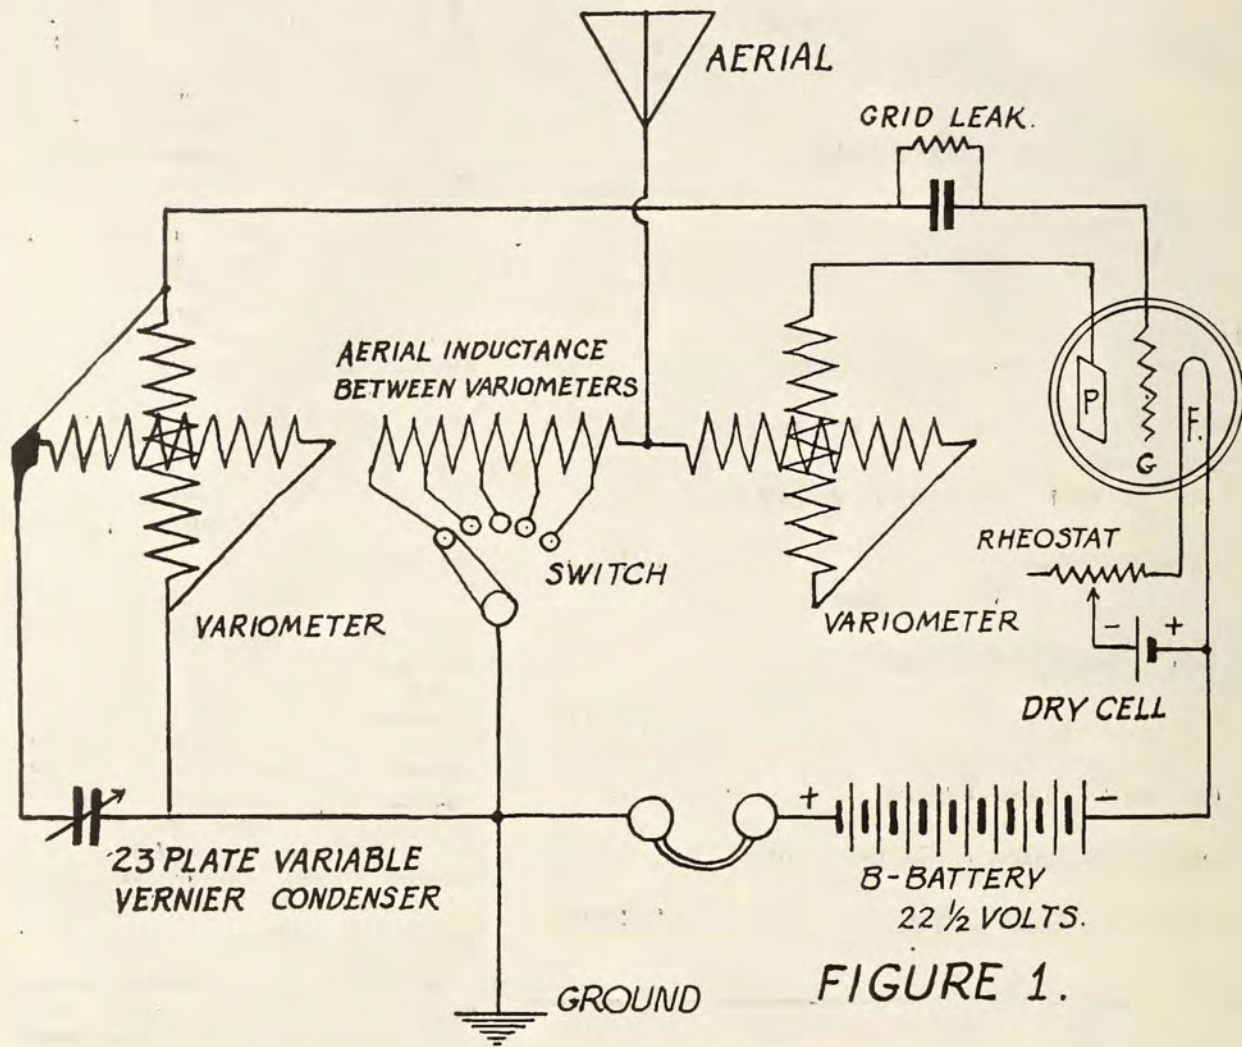 AERIAL
GRID LEAK.
AERIAL INDUCTANCE
BETWEEN VARIOMETERS
P
G
F.
RHEOSTAT
SWITCH
VARIOMETER
VARIOMETER
- +
DRY CELL
+ -
23 PLATE VARIABLE
VERNIER CONDENSER
B-BATTERY
22 1/2 VOLTS.
GROUND
FIGURE 1.